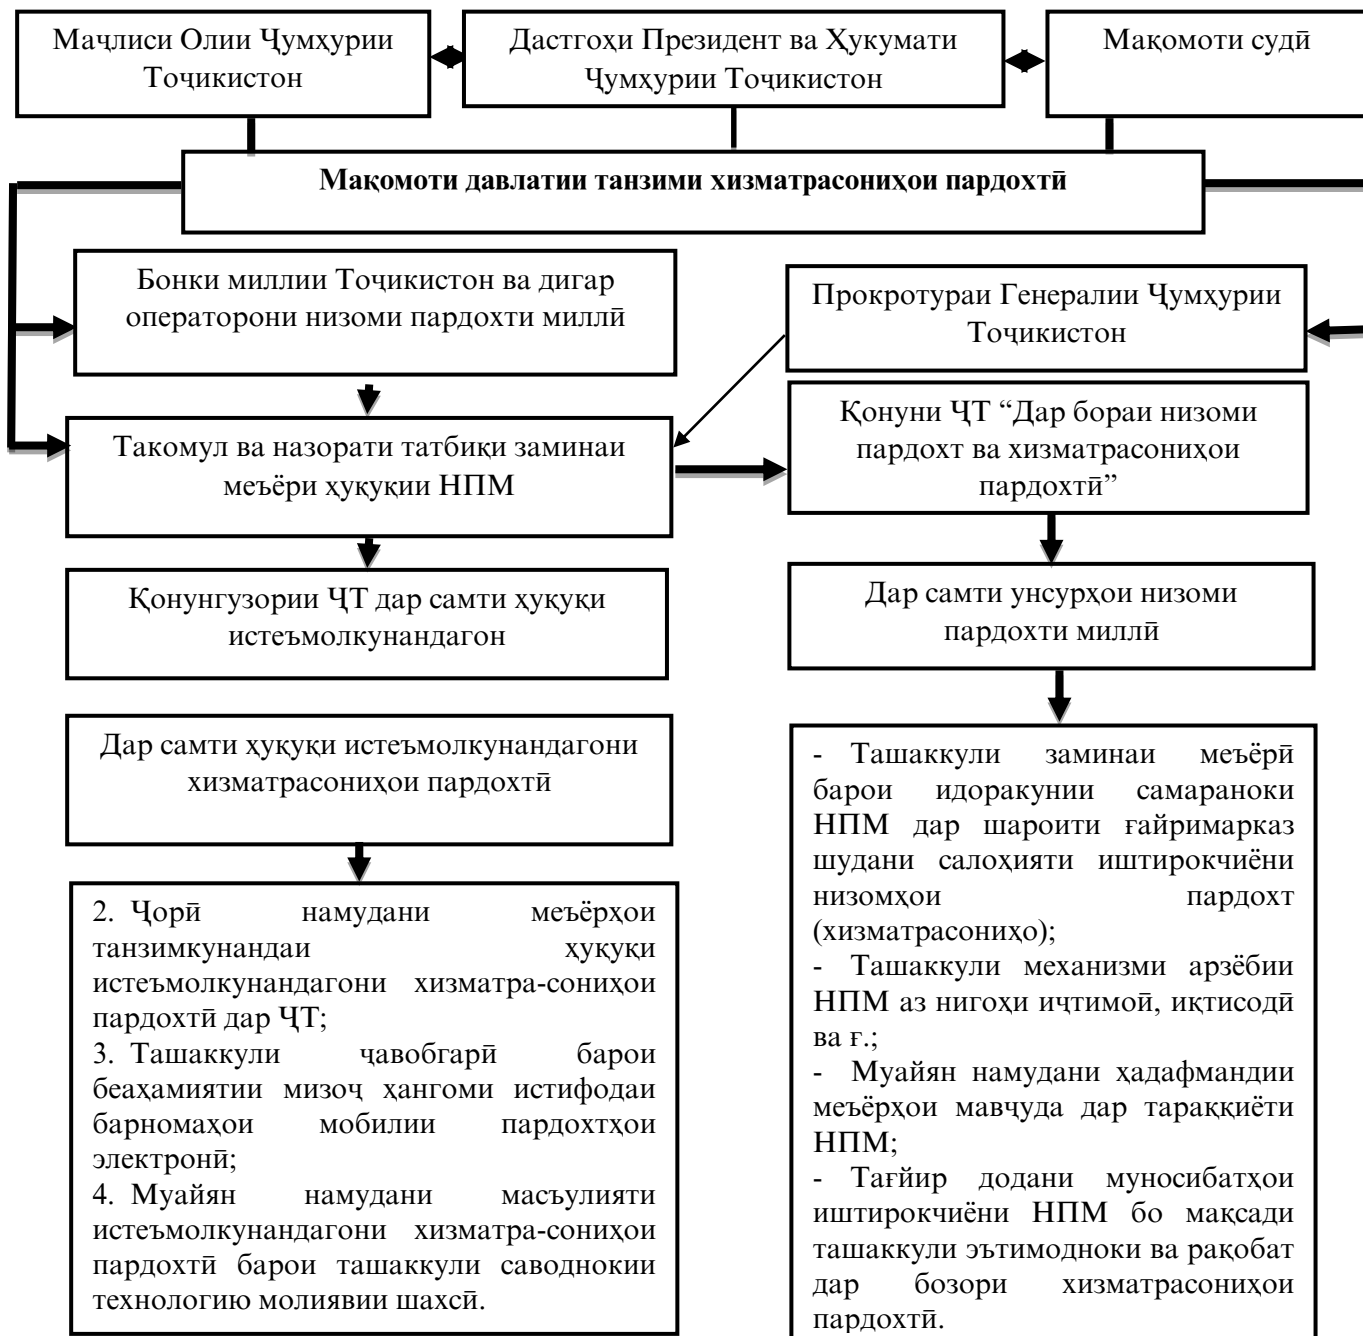 Маҷлиси Олии Ҷумҳурии
Тоҷикистон
Дастгоҳи Президент ва Ҳукумати
Ҷумҳурии Тоҷикистон
Мақомоти судӣ
Мақомоти давлатии танзими хизматрасониҳои пардохтӣ
Бонки миллии Тоҷикистон ва дигар
операторони низоми пардохти миллӣ
Прокротураи Генералии Ҷумҳурии
Тоҷикистон
Такомул ва назорати татбиқи заминаи
меъёри ҳуқуқии НПМ
Қонуни ҶТ “Дар бораи низоми
пардохт ва хизматрасониҳои
пардохтӣ”
Қонунгузории ҶТ дар самти ҳуқуқи
истеъмолкунандагон
Дар самти унсурҳои низоми
пардохти миллӣ
Дар самти ҳуқуқи истеъмолкунандагони
хизматрасониҳои пардохтӣ
2. Ҷорӣ намудани меъёрҳои
танзимкунандаи ҳуқуқи
истеъмолкунандагони хизматра-сониҳои
пардохтӣ дар ҶТ;
3. Ташаккули ҷавобгарӣ барои
беаҳамиятии мизоҷ ҳангоми истифодаи
барномаҳои мобилии пардохтҳои
электронӣ;
4. Муайян намудани масъулияти
истеъмолкунандагони хизматра-сониҳои
пардохтӣ барои ташаккули саводнокии
технологию молиявии шахсӣ.
- Ташаккули заминаи меъёрӣ
барои идоракунии самараноки
НПМ дар шароити ғайримарказ
шудани салоҳияти иштирокчиёни
низомҳои пардохт
(хизматрасониҳо);
- Ташаккули механизми арзёбии
НПМ аз нигоҳи иҷтимоӣ, иқтисодӣ
ва ғ.;
- Муайян намудани ҳадафмандии
меъёрҳои мавҷуда дар тараққиёти
НПМ;
- Тағйир додани муносибатҳои
иштирокчиёни НПМ бо мақсади
ташаккули эътимодноки ва рақобат
дар бозори хизматрасониҳои
пардохтӣ.